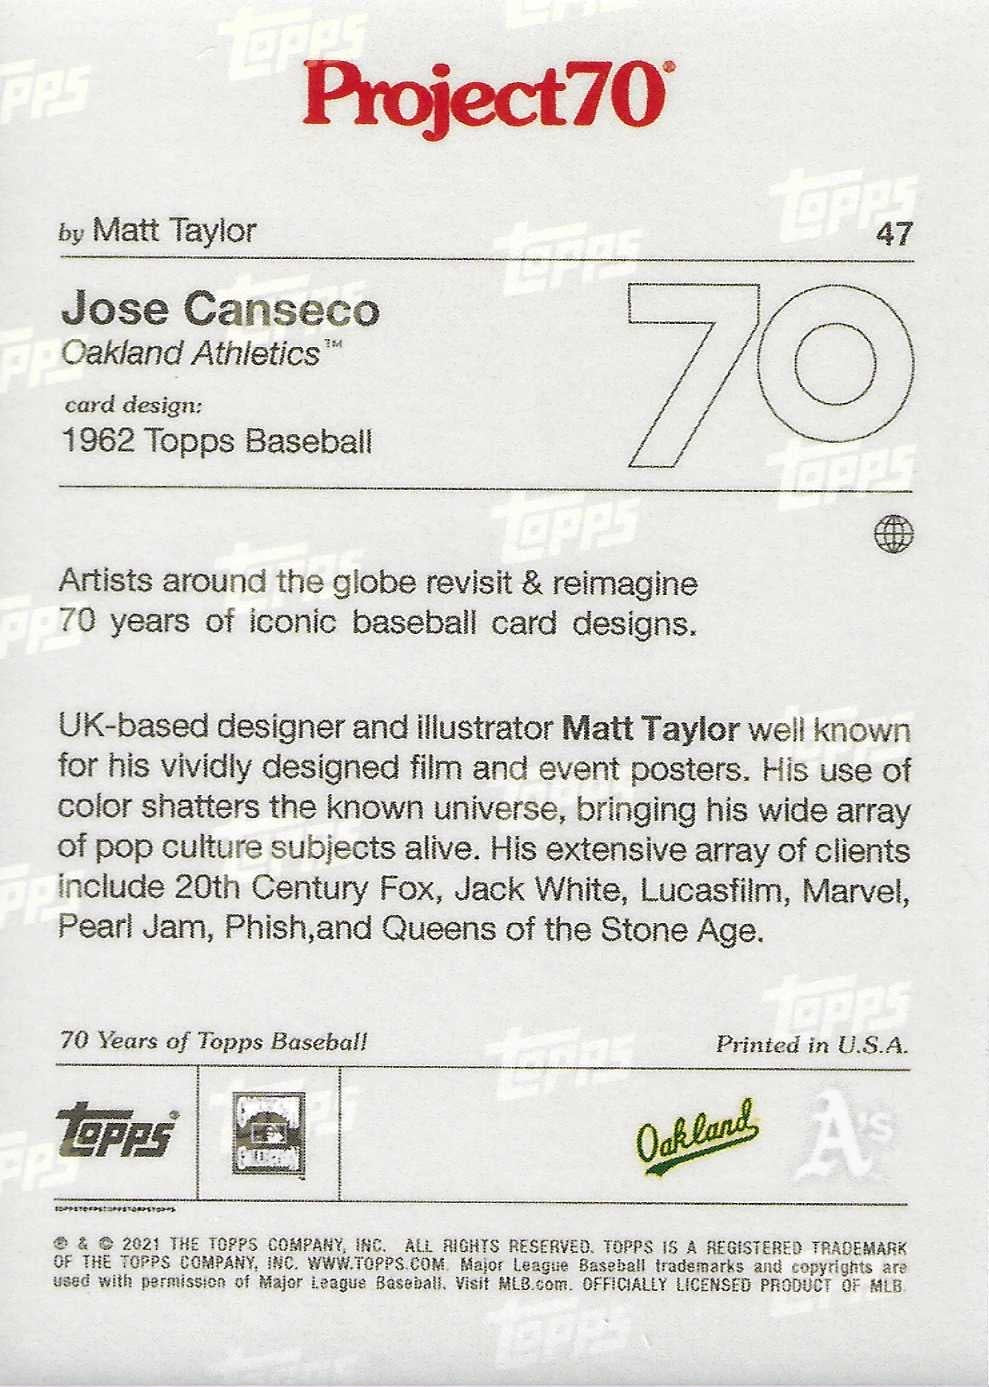 Project70®
by Matt Taylor
47
Jose Canseco
Oakland Athletics™
card design:
1962 Topps Baseball
70
Artists around the globe revisit & reimagine
70 years of iconic baseball card designs.
UK-based designer and illustrator Matt Taylor well known
for his vividly designed film and event posters. His use of
color shatters the known universe, bringing his wide array
of pop culture subjects alive. His extensive array of clients
include 20th Century Fox, Jack White, Lucasfilm, Marvel,
Pearl Jam, Phish,and Queens of the Stone Age.
70 Years of Topps Baseball
Printed in U.S.A.
Topps®
Oakland
A's
® & © 2021 THE TOPPS COMPANY, INC. ALL RIGHTS RESERVED. TOPPS IS A REGISTERED TRADEMARK
OF THE TOPPS COMPANY, INC. WWW.TOPPS.COM. Major League Baseball trademarks and copyrights are
used with permission of Major League Baseball. Visit MLB.com. OFFICIALLY LICENSED PRODUCT OF MLB.